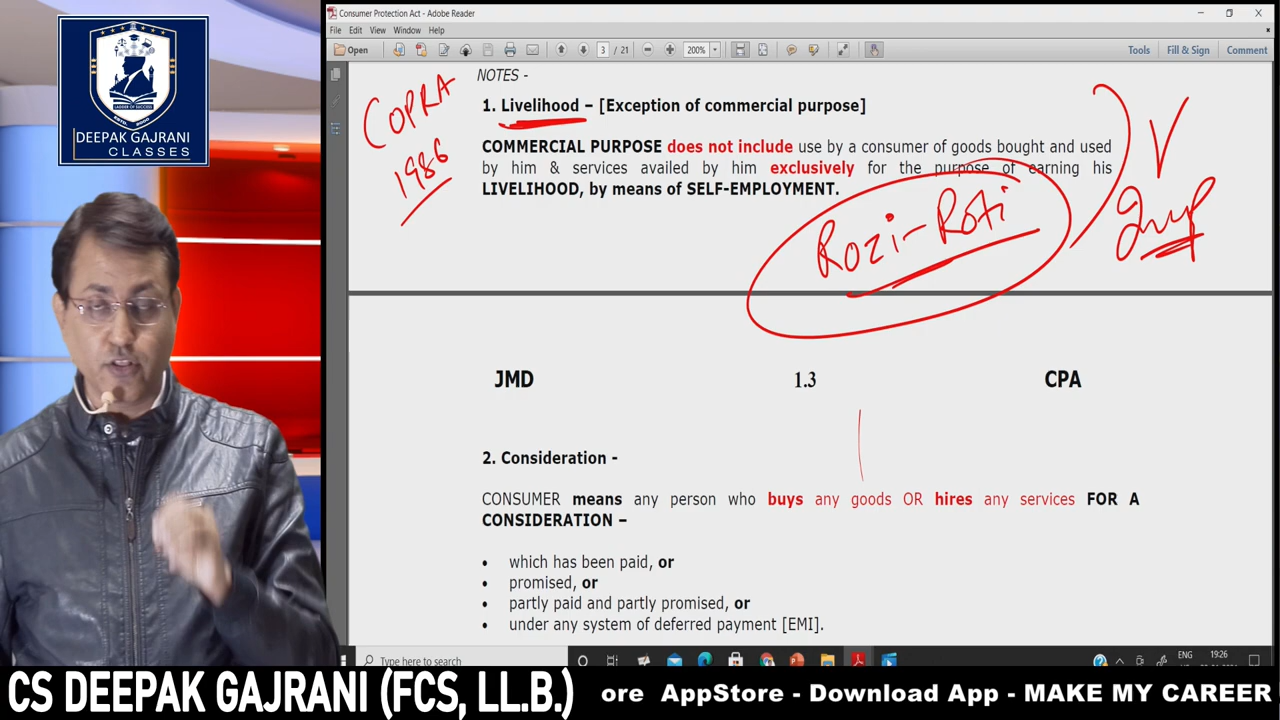 DEEPAK GAJRANI
CLASSES
LADDER OF SUCCESS
Consumer Protection Act - Adobe Reader
File Edit View Window Help
Open 3 / 21 200% Tools Fill & Sign Comment
NOTES -
COPRA
1986
1. Livelihood – [Exception of commercial purpose]
COMMERCIAL PURPOSE does not include use by a consumer of goods bought and used
by him & services availed by him exclusively for the purpose of earning his
LIVELIHOOD, by means of SELF-EMPLOYMENT.
Rozi-Roti
V
Imp
JMD 1.3 CPA
2. Consideration -
CONSUMER means any person who buys any goods OR hires any services FOR A
CONSIDERATION –
• which has been paid, or
• promised, or
• partly paid and partly promised, or
• under any system of deferred payment [EMI].
Type here to search
ENG
19:26
CS DEEPAK GAJRANI (FCS, LL.B.)
ore AppStore - Download App - MAKE MY CAREER